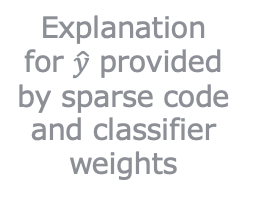 Explanation
for ŷ provided
by sparse code
and classifier
weights